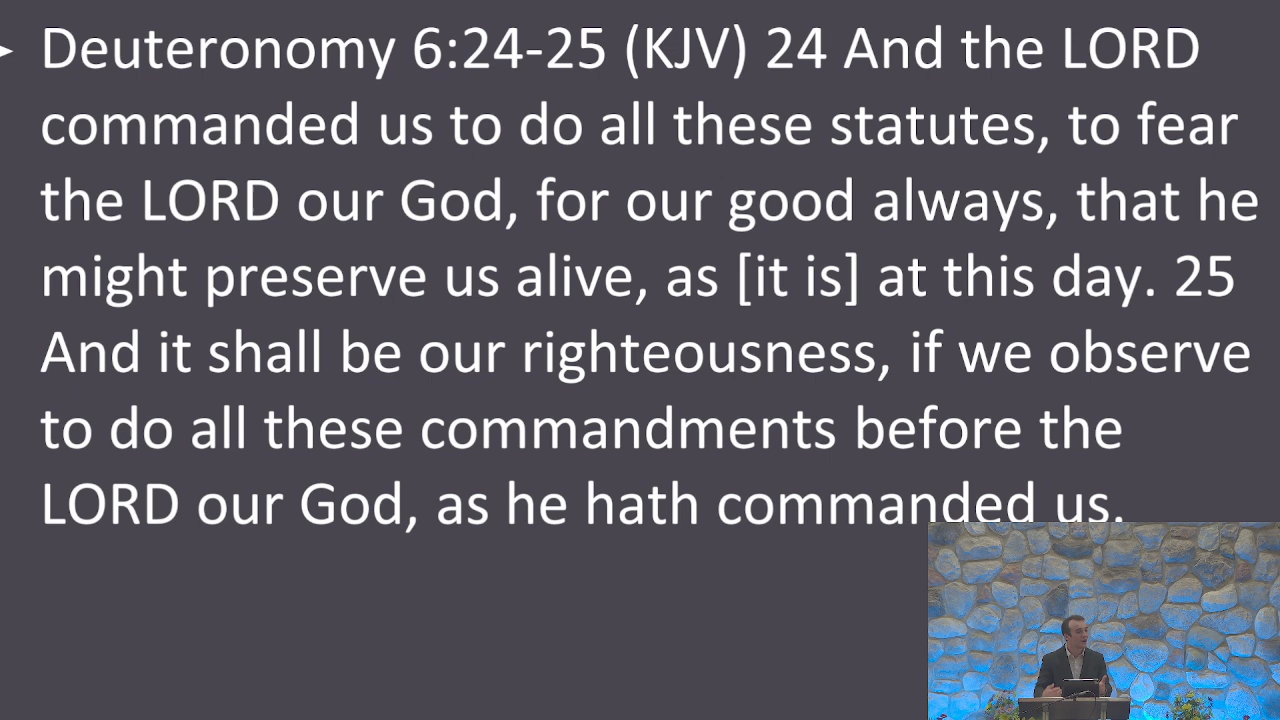 Deuteronomy 6:24-25 (KJV) 24 And the LORD
commanded us to do all these statutes, to fear
the LORD our God, for our good always, that he
might preserve us alive, as [it is] at this day. 25
And it shall be our righteousness, if we observe
to do all these commandments before the
LORD our God, as he hath commanded us.